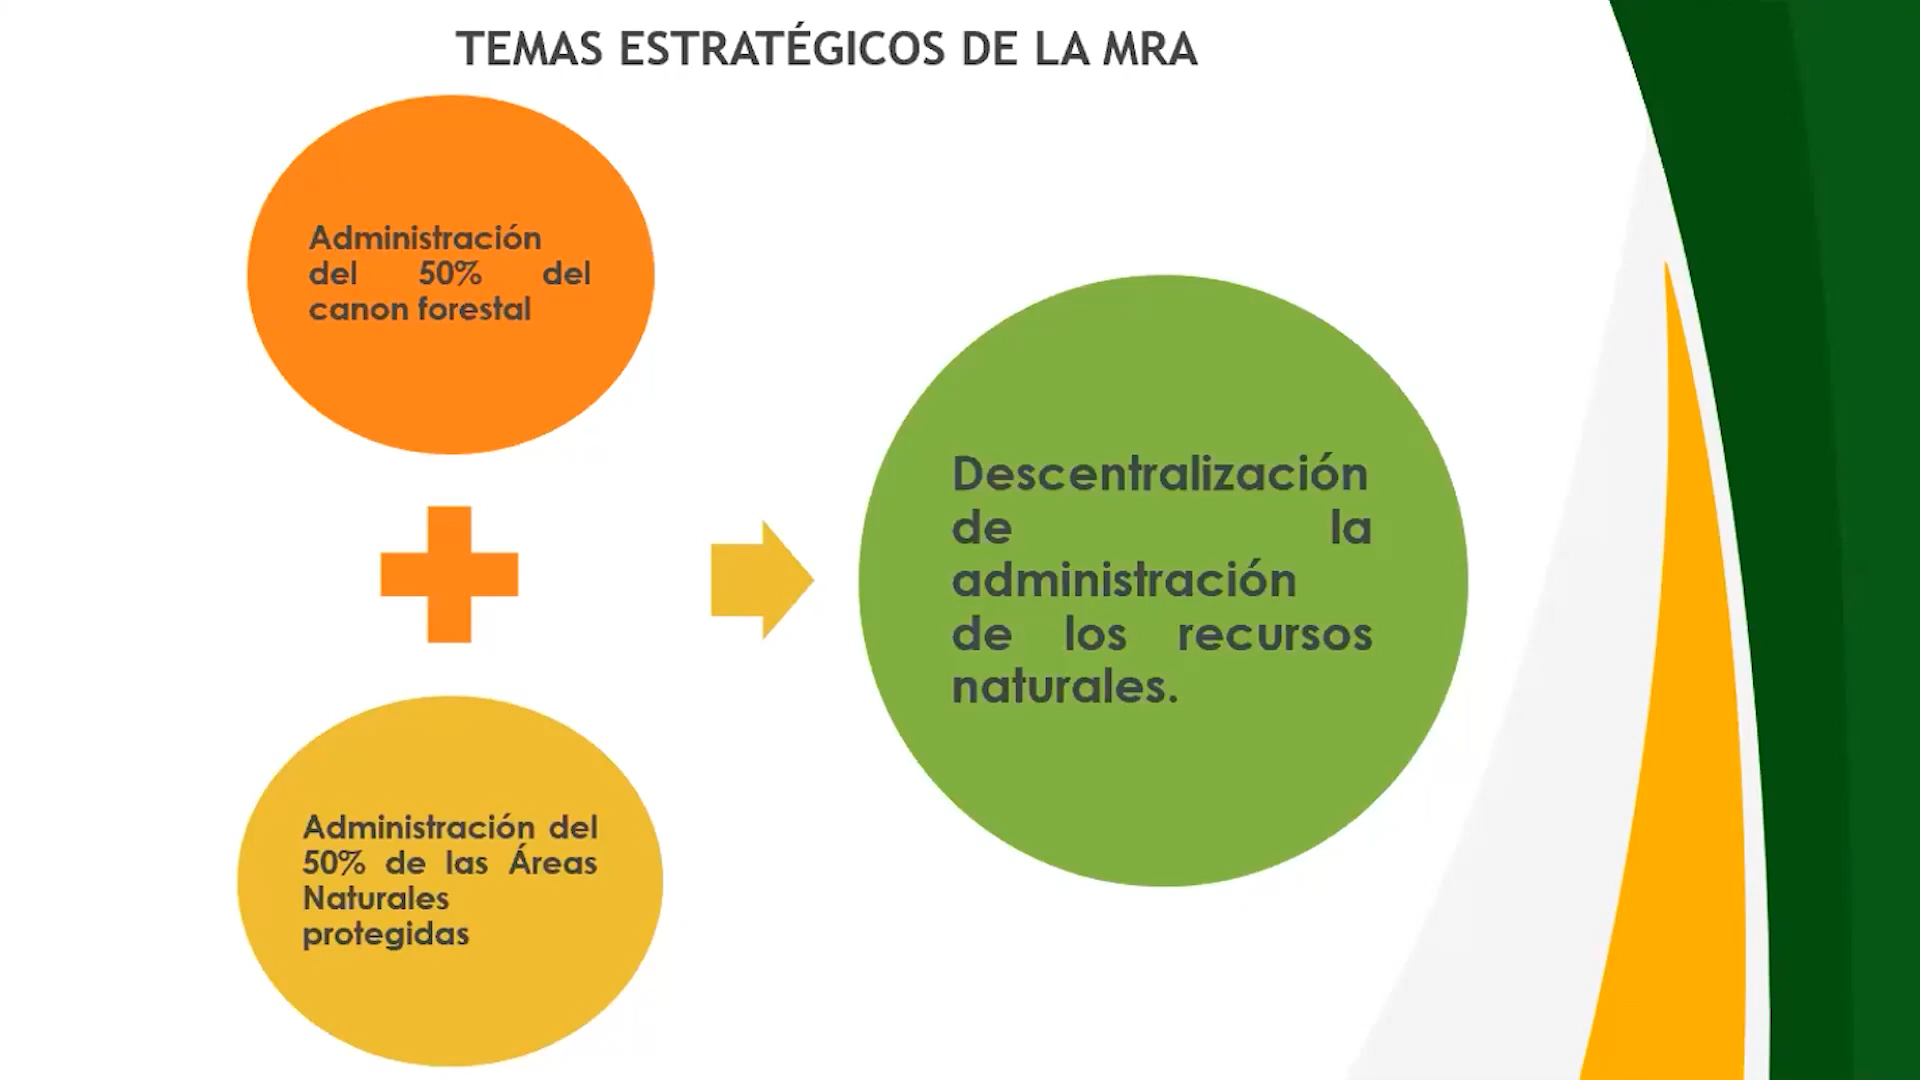 TEMAS ESTRATÉGICOS DE LA MRA
Administración
del 50% del
canon forestal
Administración del
50% de las Áreas
Naturales
protegidas
Descentralización
de la
administración
de los recursos
naturales.